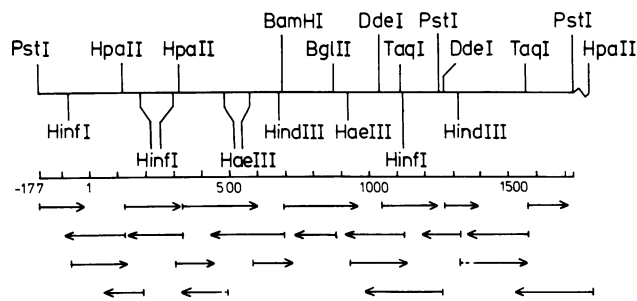 BamHI DdeI PstI PstI
PstI HpaII HpaII BglII TaqI DdeI TaqI HpaII
HinfI HindIII HaeIII HindIII
HinfI HaeIII HinfI
-177 1 500 1000 1500